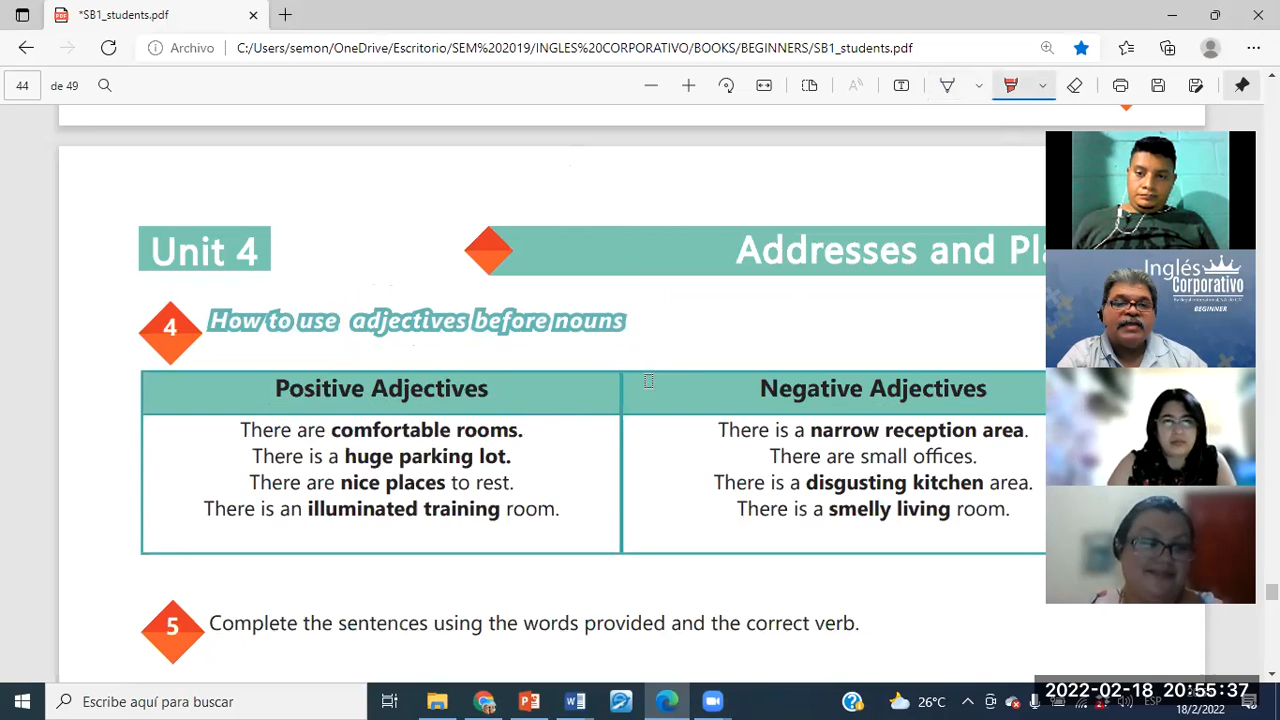 *SB1_students.pdf
Archivo
C:/Users/semon/OneDrive/Escritorio/SEM%202019/INGLES%20CORPORATIVO/BOOKS/BEGINNERS/SB1_students.pdf
44 de 49
Unit 4
Addresses and Pl
4 How to use adjectives before nouns
Positive Adjectives
There are comfortable rooms.
There is a huge parking lot.
There are nice places to rest.
There is an illuminated training room.
Negative Adjectives
There is a narrow reception area.
There are small offices.
There is a disgusting kitchen area.
There is a smelly living room.
5 Complete the sentences using the words provided and the correct verb.
Inglés
Corporativo
BEGINNER
Escribe aquí para buscar
26°C
ESP
2022-02-18 20:55:37
18/2/2022